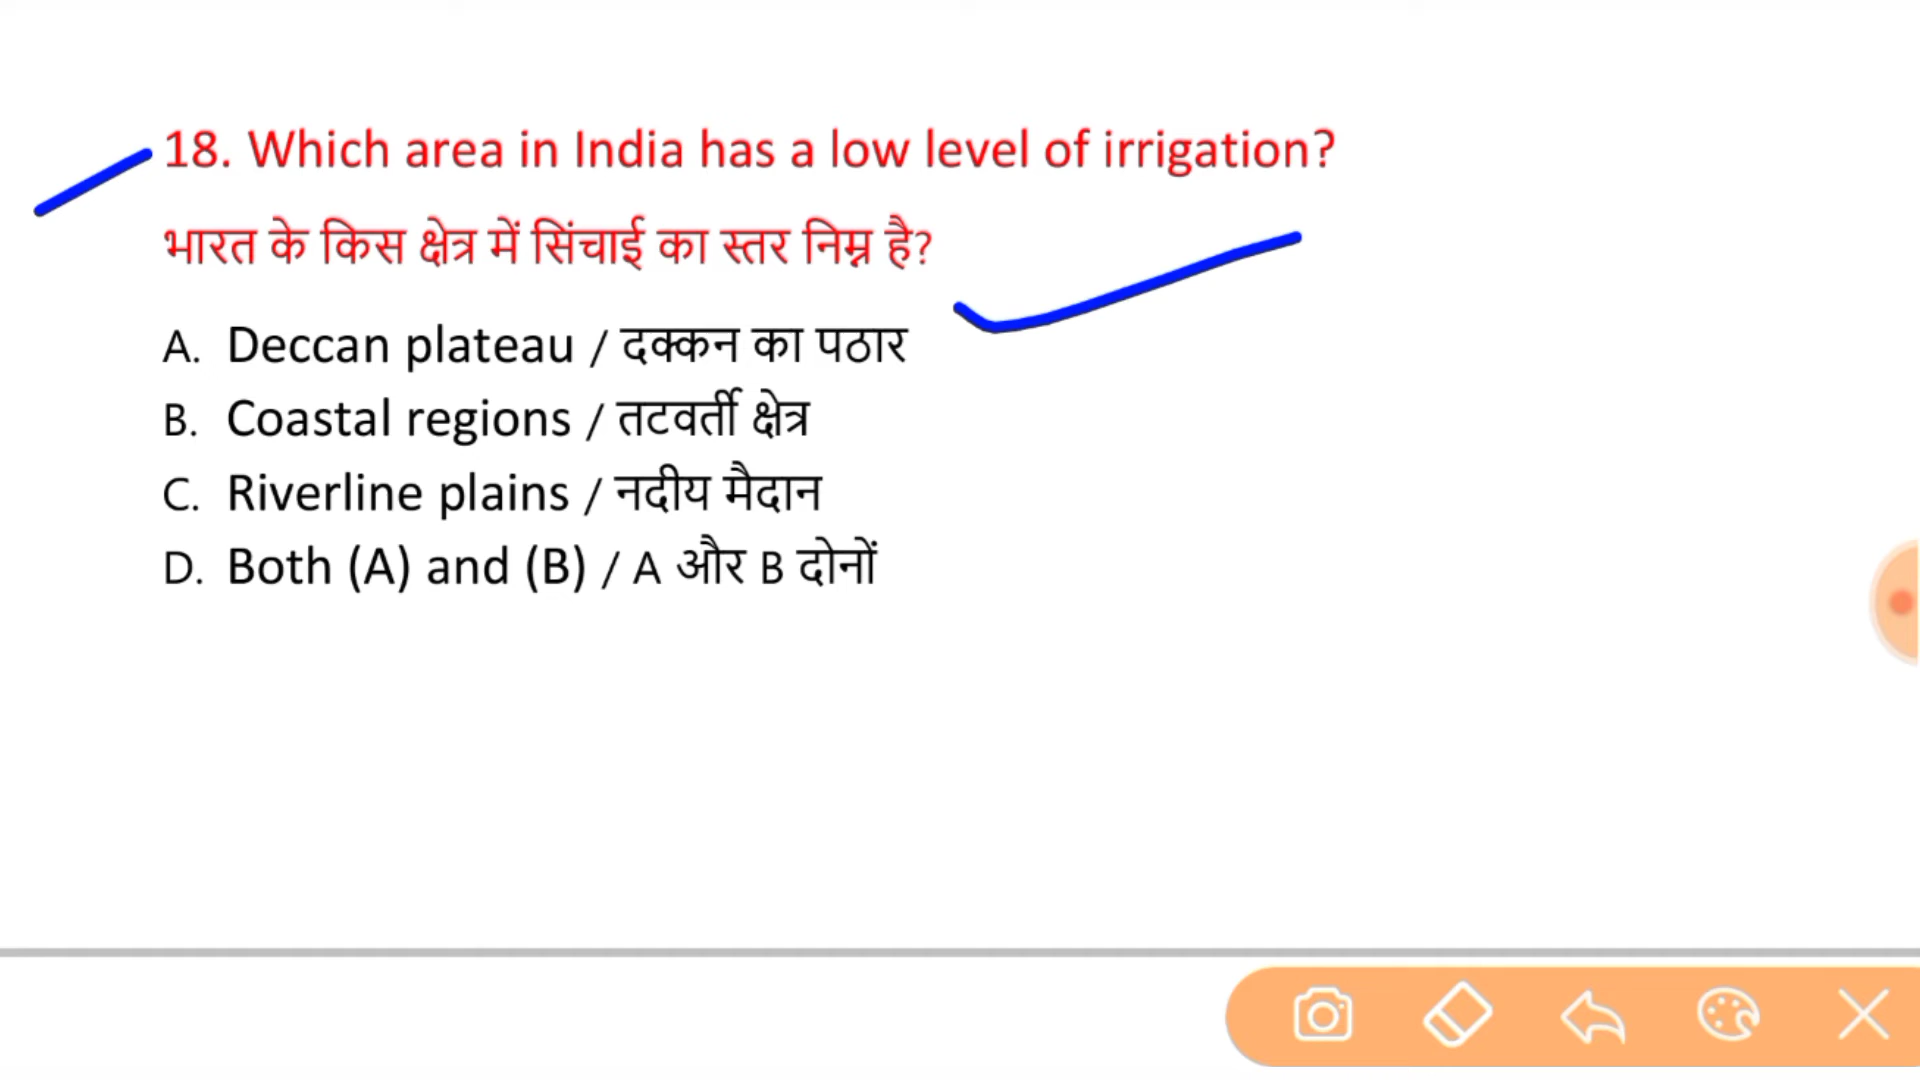 18. Which area in India has a low level of irrigation?
भारत के किस क्षेत्र में सिंचाई का स्तर निम्न है?
A. Deccan plateau / दक्कन का पठार
B. Coastal regions / तटवर्ती क्षेत्र
C. Riverline plains / नदीय मैदान
D. Both (A) and (B) / A और B दोनों